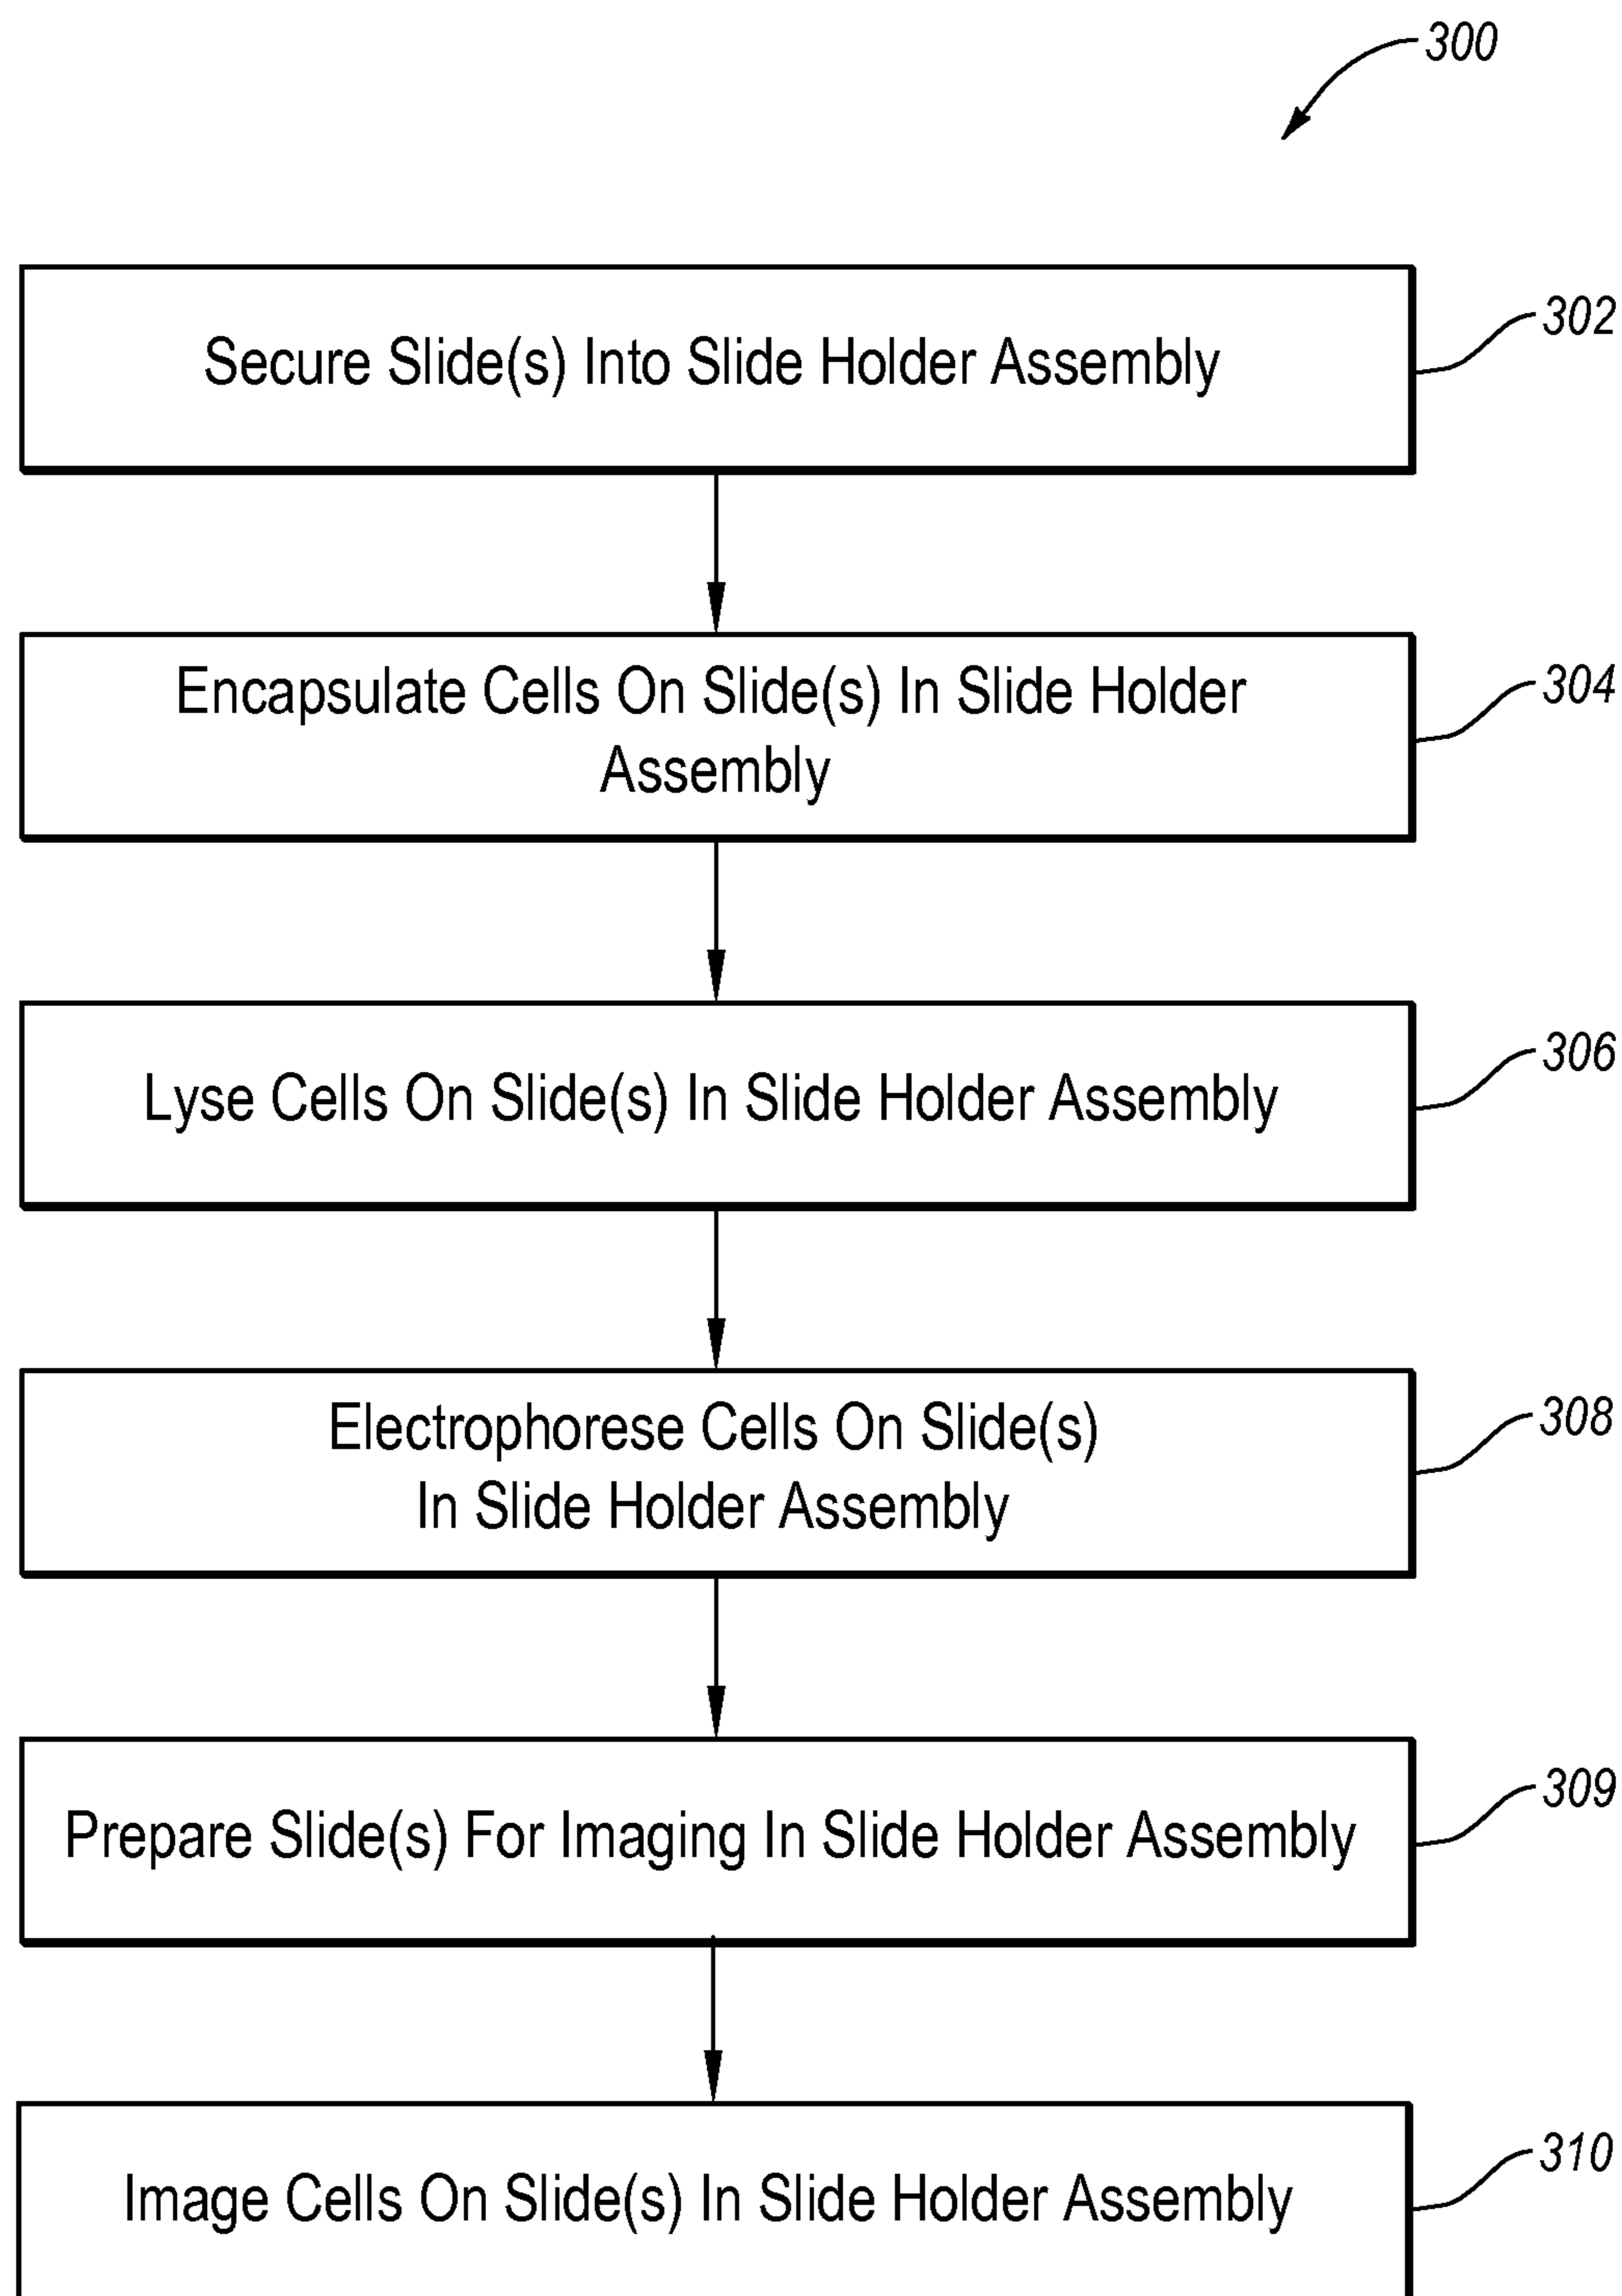 300
Secure Slide(s) Into Slide Holder Assembly
302
Encapsulate Cells On Slide(s) In Slide Holder
Assembly
304
Lyse Cells On Slide(s) In Slide Holder Assembly
306
Electrophorese Cells On Slide(s)
In Slide Holder Assembly
308
Prepare Slide(s) For Imaging In Slide Holder Assembly
309
Image Cells On Slide(s) In Slide Holder Assembly
310